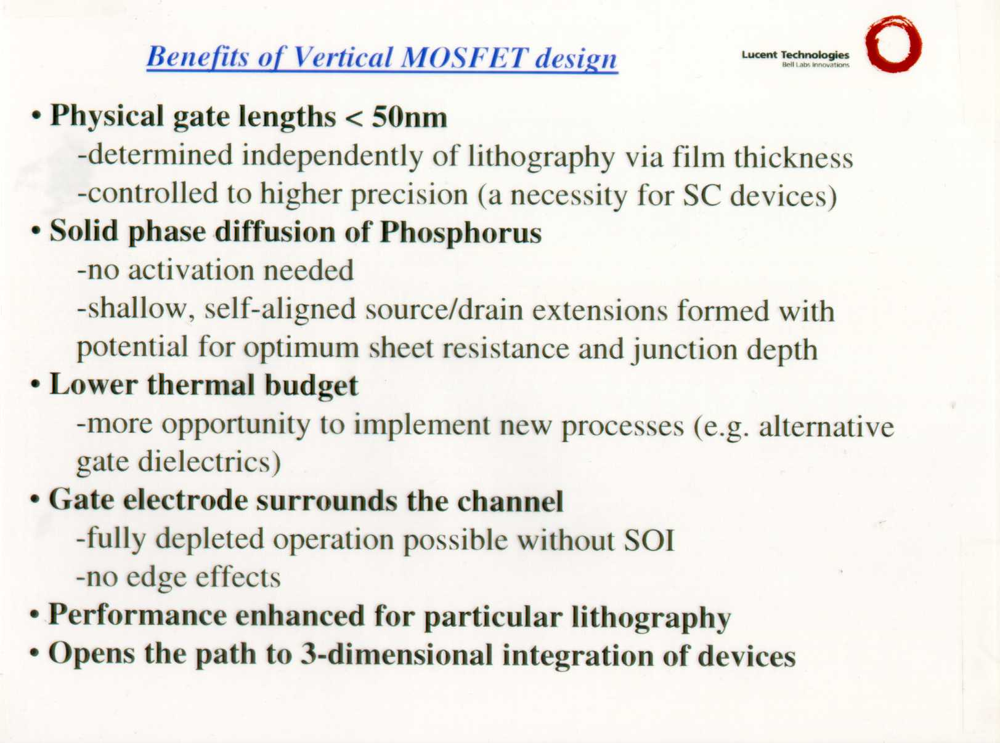 Benefits of Vertical MOSFET design
Lucent Technologies
Bell Labs Innovations
• Physical gate lengths < 50nm
-determined independently of lithography via film thickness
-controlled to higher precision (a necessity for SC devices)
• Solid phase diffusion of Phosphorus
-no activation needed
-shallow, self-aligned source/drain extensions formed with
potential for optimum sheet resistance and junction depth
• Lower thermal budget
-more opportunity to implement new processes (e.g. alternative
gate dielectrics)
• Gate electrode surrounds the channel
-fully depleted operation possible without SOI
-no edge effects
• Performance enhanced for particular lithography
• Opens the path to 3-dimensional integration of devices